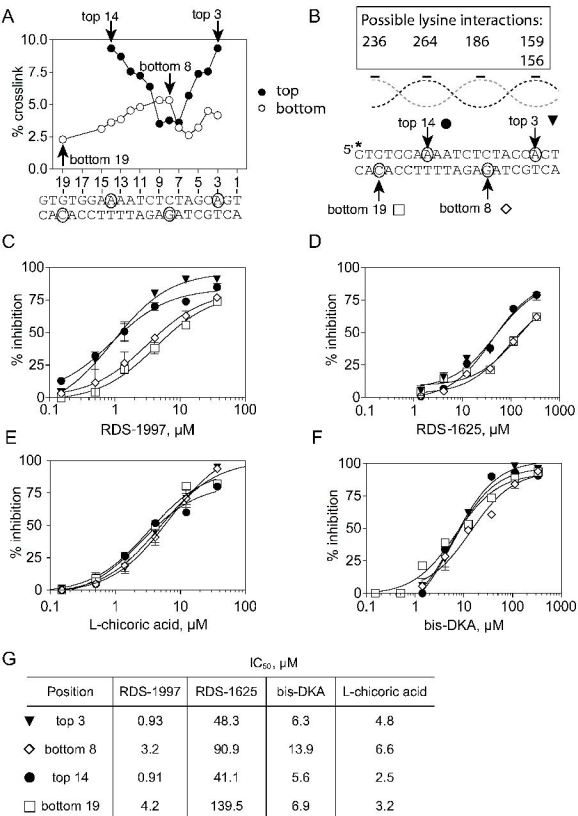 A
top 14
top 3
10.0
7.5
5.0
2.5
0.0
% crosslink
bottom 8
bottom 19
top
bottom
19 17 15 13 11 9 7 5 3 1
GTGTGGAAAATCTCTAGCAGT
CACACCTTTTAGAGATCGTCA
B
Possible lysine interactions:
236 264 186 159
156
top 14
top 3
5'*
GTGTGGAAAATCTCTAGCAGT
CACACCTTTTAGAGATCGTCA
bottom 19
bottom 8
C
100
75
50
25
0
% inhibition
0.1 1 10 100
RDS-1997, µM
D
100
75
50
25
0
% inhibition
0.1 1 10 100 1000
RDS-1625, µM
E
100
75
50
25
0
% inhibition
0.1 1 10 100
L-chicoric acid, µM
F
100
75
50
25
0
% inhibition
0.1 1 10 100 1000
bis-DKA, µM
G
IC50, µM
Position RDS-1997 RDS-1625 bis-DKA L-chicoric acid
top 3 0.93 48.3 6.3 4.8
bottom 8 3.2 90.9 13.9 6.6
top 14 0.91 41.1 5.6 2.5
bottom 19 4.2 139.5 6.9 3.2